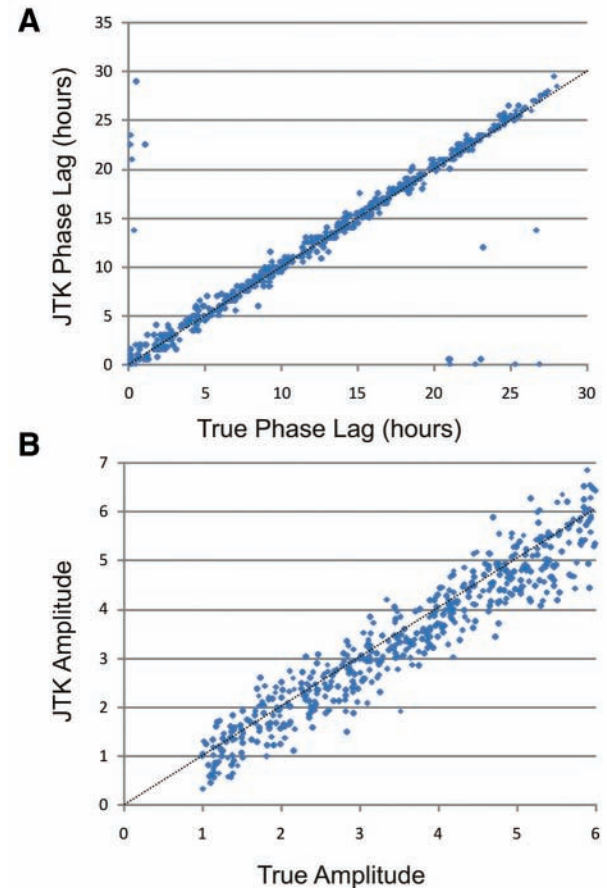 A
35
30
25
20
15
10
5
0
JTK Phase Lag (hours)
0 5 10 15 20 25 30
True Phase Lag (hours)
B
7
6
5
4
3
2
1
0
JTK Amplitude
0 1 2 3 4 5 6
True Amplitude